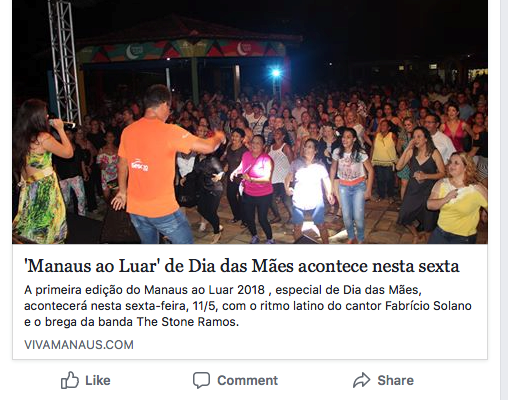 'Manaus ao Luar' de Dia das Mães acontece nesta sexta
A primeira edição do Manaus ao Luar 2018 , especial de Dia das Mães,
acontecerá nesta sexta-feira, 11/5, com o ritmo latino do cantor Fabrício Solano
e o brega da banda The Stone Ramos.
VIVAMANAUS.COM
Like Comment Share